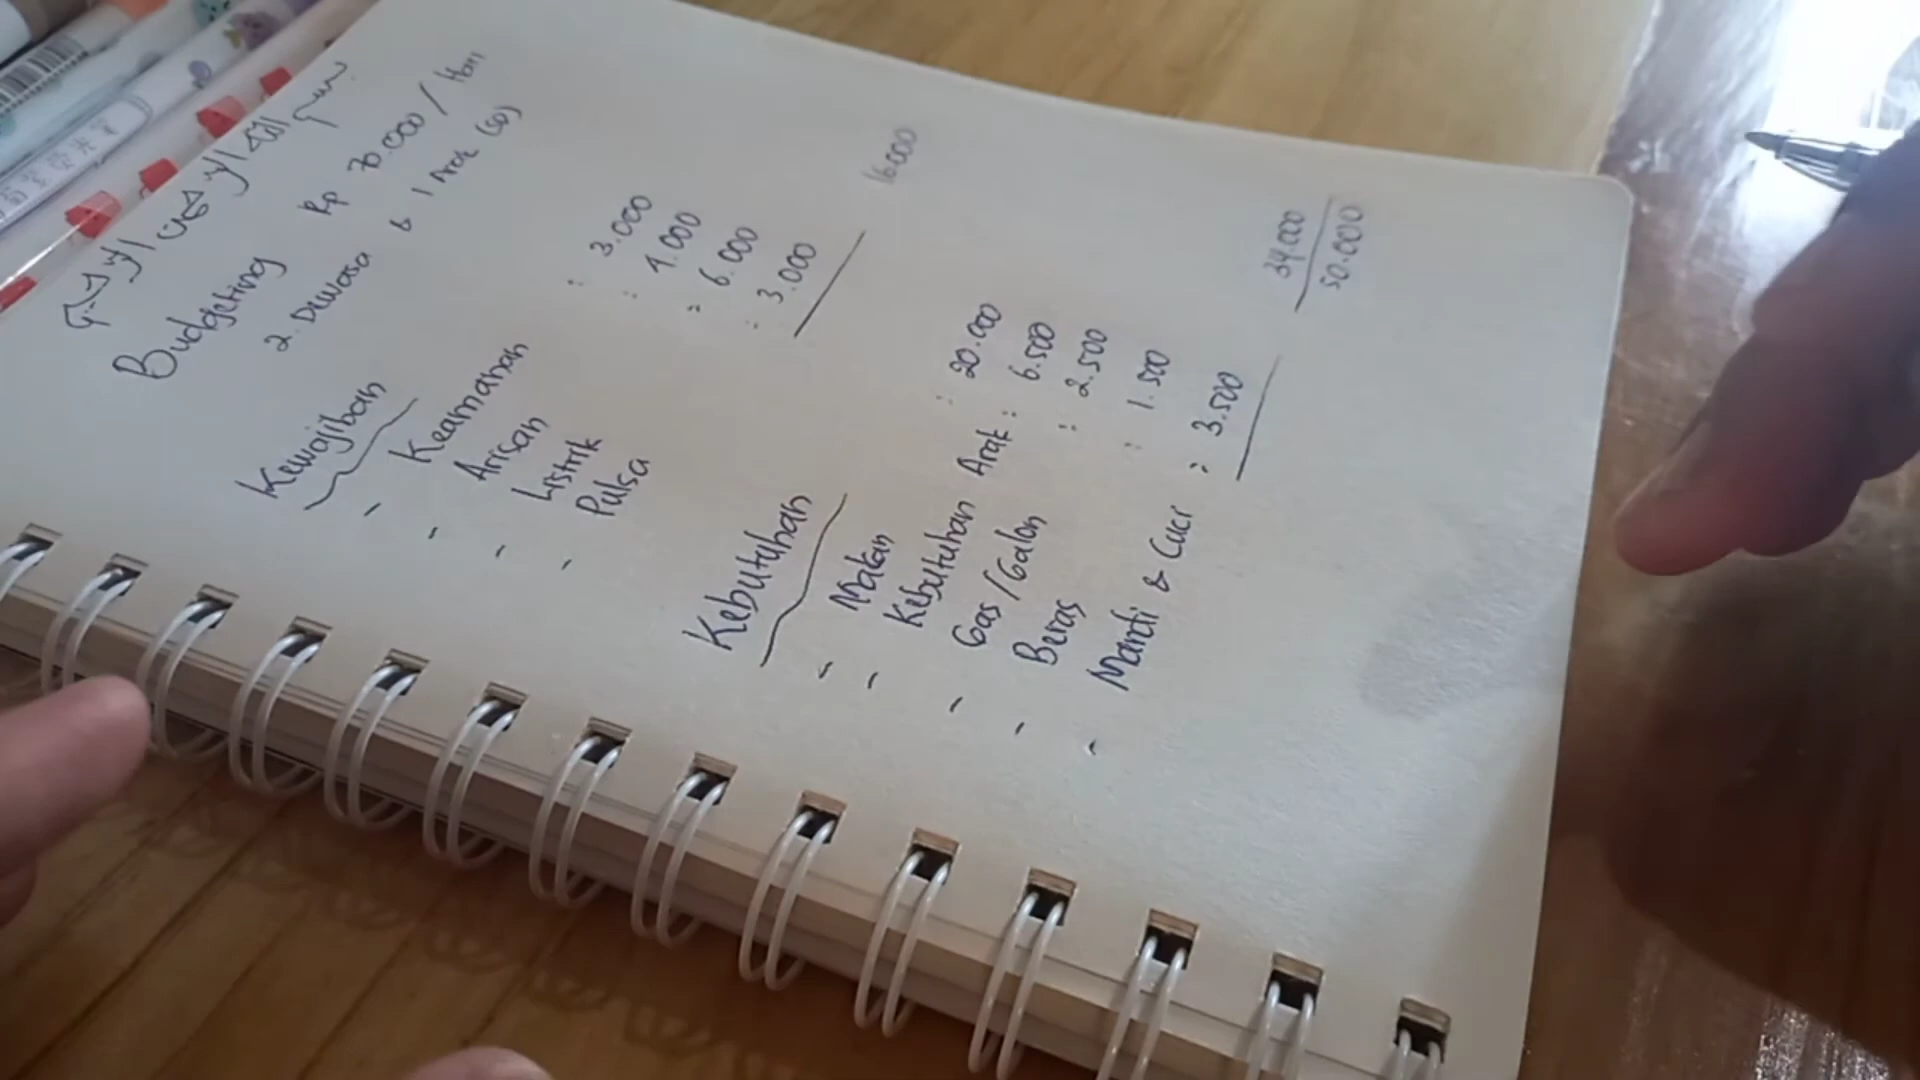 بسم الله الرحمن الرحيم
Budgeting Rp 70.000 / Hari
2. Dewasa & 1 Anak (SD)
Kewajiban
- Keamanan : 3.000
- Arisan : 4.000
- Listrik : 6.000
- Pulsa : 3.000
16.000
Kebutuhan
- Makan : 20.000
- Kebutuhan Anak : 6.500
- Gas / Galon : 2.500
- Beras : 1.500
- Mandi & Cuci : 3.500
34.000
50.000